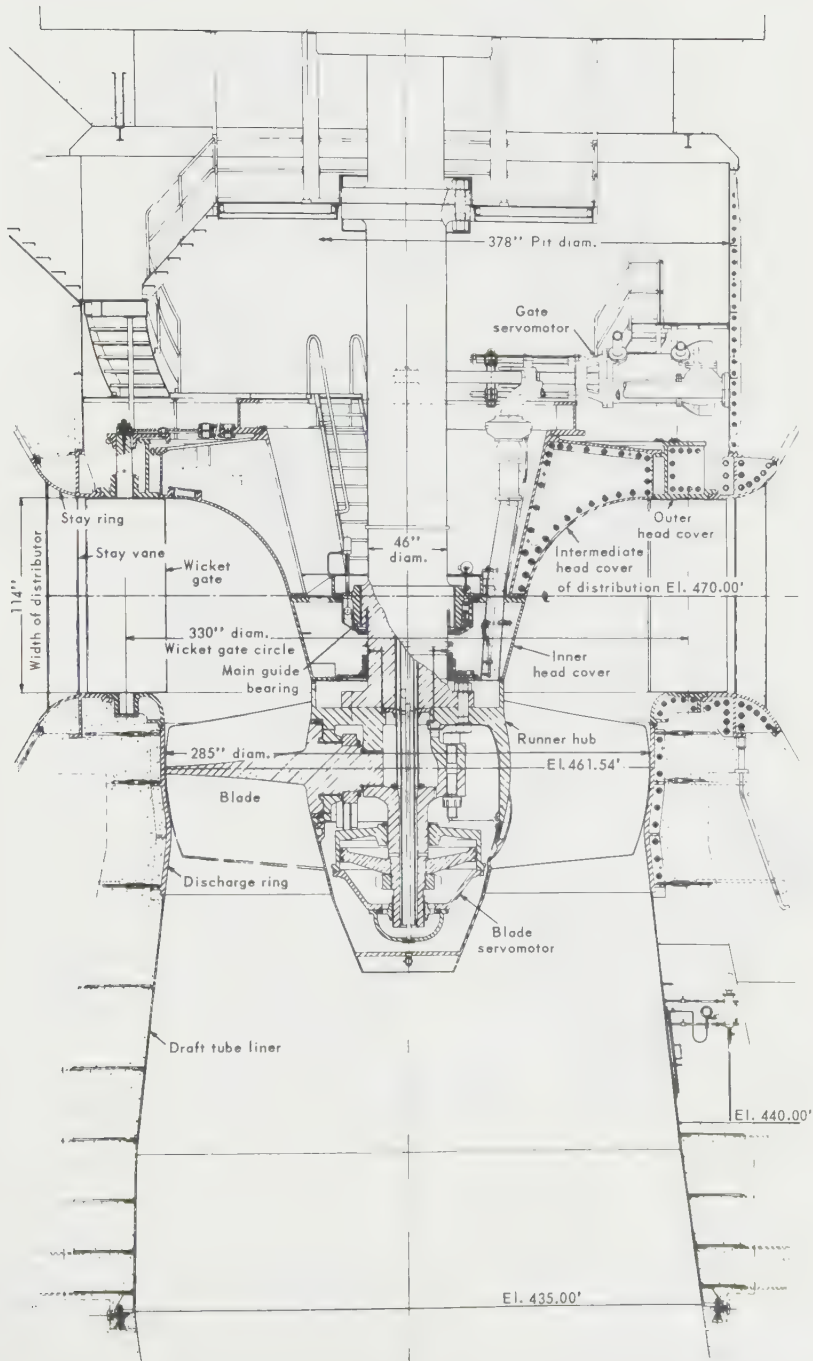 378'' Pit diam.
Gate
servomotor
Stay ring
Stay vane
Wicket
gate
114''
Width of distributor
46''
diam.
Outer
head cover
Intermediate
head cover
of distribution El. 470.00'
330'' diam.
Wicket gate circle
Main guide
bearing
Inner
head cover
Runner hub
285'' diam.
El. 461.54'
Blade
Discharge ring
Blade
servomotor
Draft tube liner
El. 440.00'
El. 435.00'